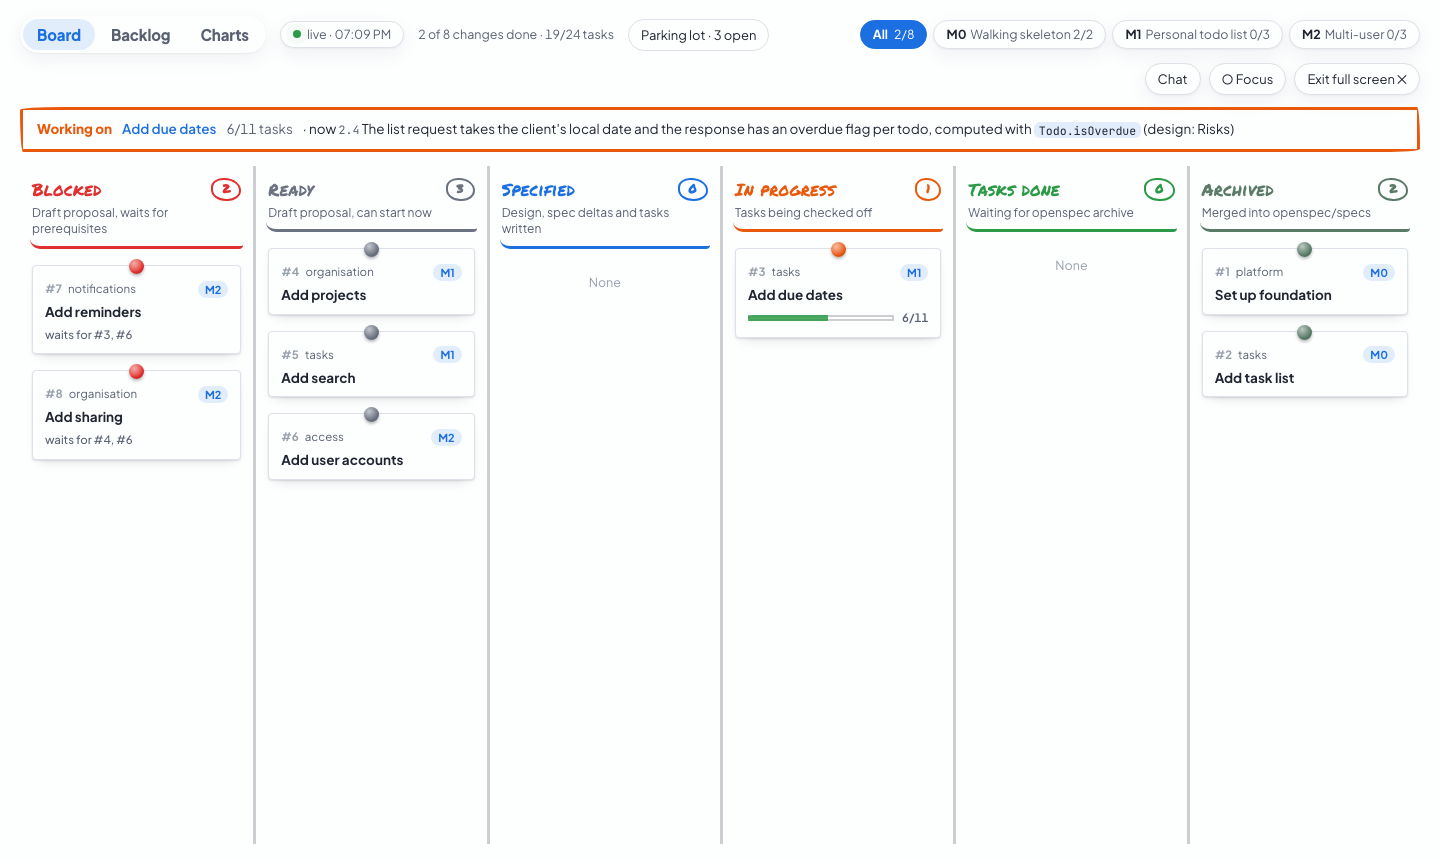 Board Backlog Charts live · 07:09 PM 2 of 8 changes done · 19/24 tasks Parking lot · 3 open All 2/8 M0 Walking skeleton 2/2 M1 Personal todo list 0/3 M2 Multi-user 0/3
Chat Focus Exit full screen
Working on Add due dates 6/11 tasks · now 2.4 The list request takes the client's local date and the response has an overdue flag per todo, computed with Todo.isOverdue (design: Risks)
Blocked 2
Draft proposal, waits for
prerequisites
#7 notifications M2
Add reminders
waits for #3, #6
#8 organisation M2
Add sharing
waits for #4, #6
Ready 3
Draft proposal, can start now
#4 organisation M1
Add projects
#5 tasks M1
Add search
#6 access M2
Add user accounts
Specified 0
Design, spec deltas and tasks
written
None
In progress 1
Tasks being checked off
#3 tasks M1
Add due dates
6/11
Tasks done 0
Waiting for openspec archive
None
Archived 2
Merged into openspec/specs
#1 platform M0
Set up foundation
#2 tasks M0
Add task list